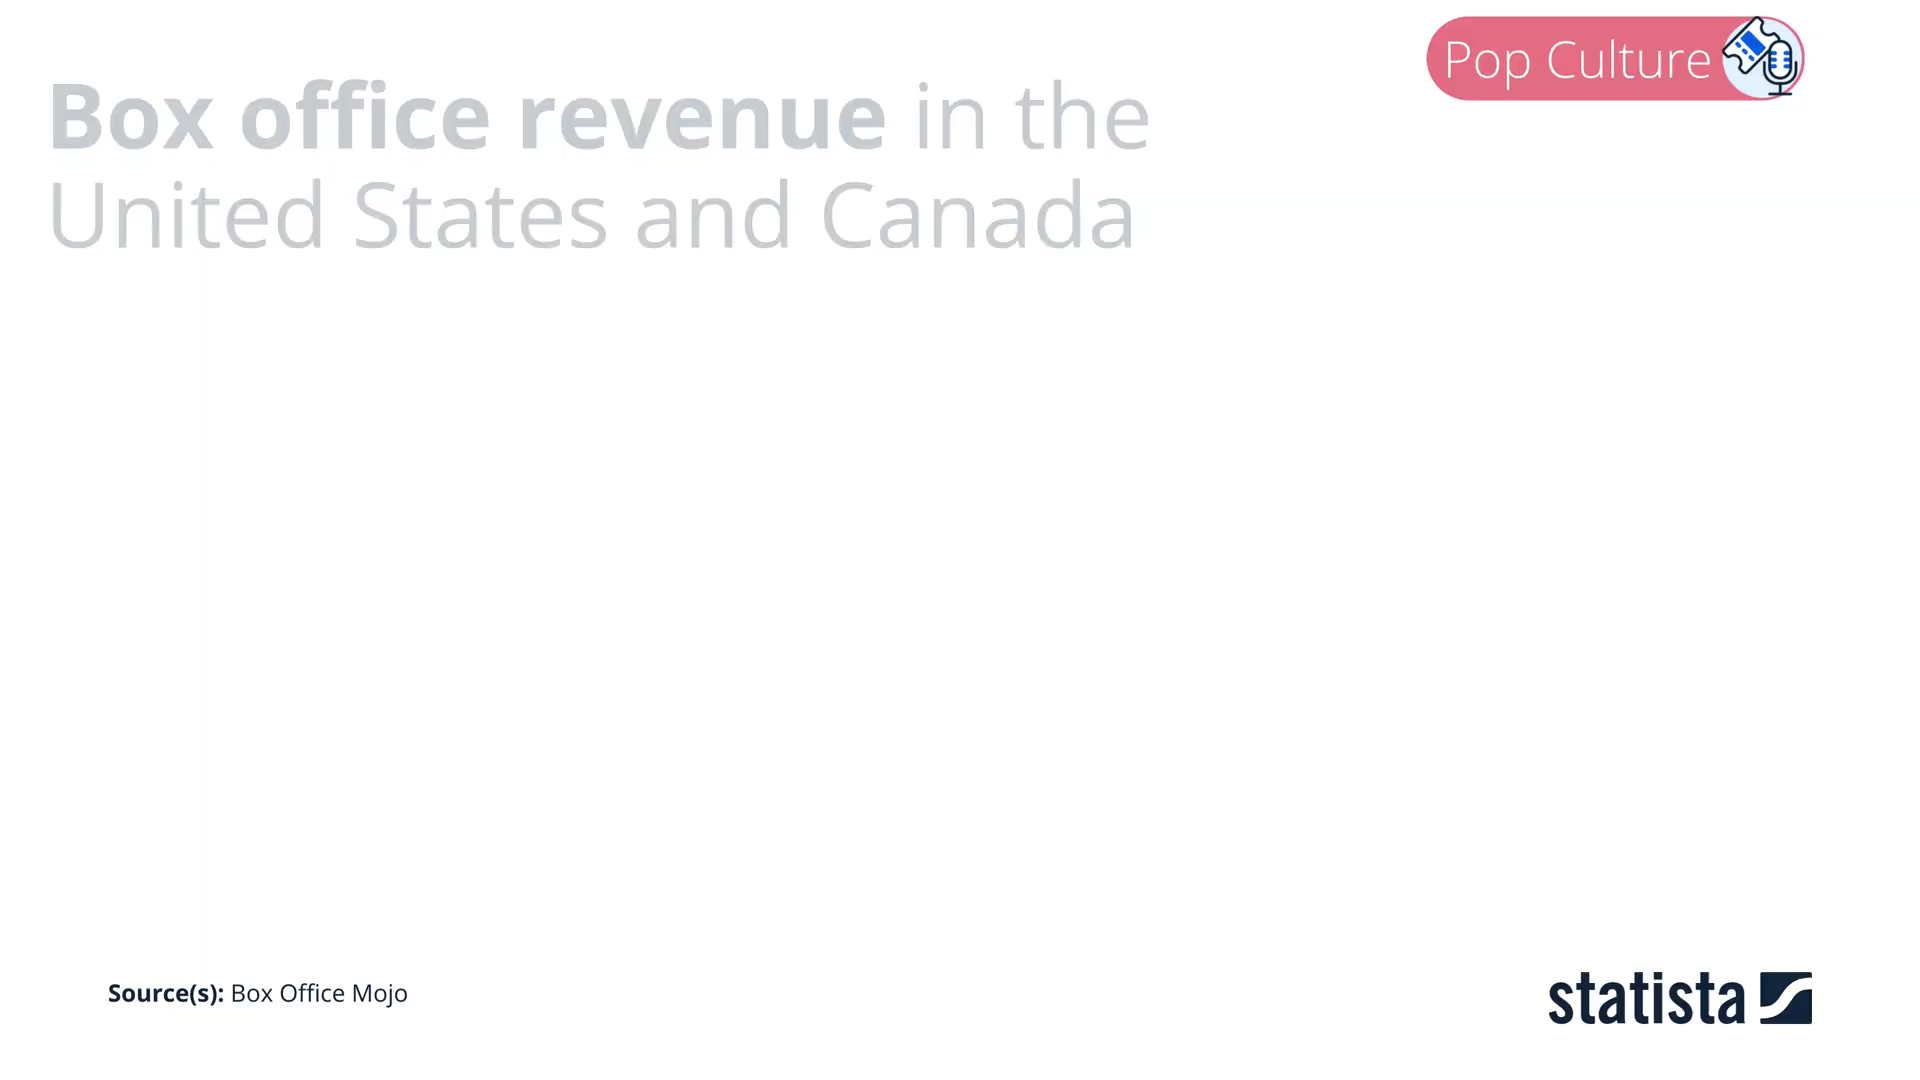 Pop Culture
Box office revenue in the
United States and Canada
Source(s): Box Office Mojo
statista